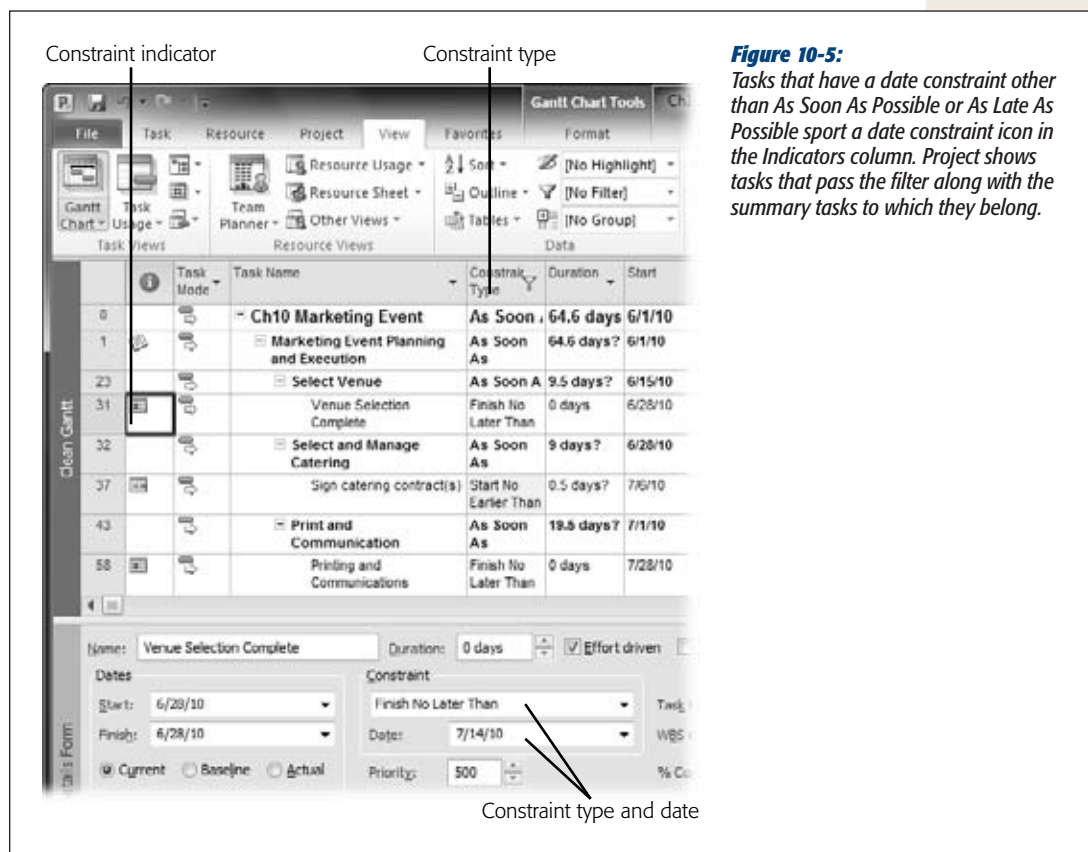 Constraint indicator
Constraint type
Figure 10-5:
Tasks that have a date constraint other
than As Soon As Possible or As Late As
Possible sport a date constraint icon in
the Indicators column. Project shows
tasks that pass the filter along with the
summary tasks to which they belong.
Gantt Chart Tools Ch
File Task Resource Project View Favorites Format
Resource Usage Sort [No Highlight]
Resource Sheet Outline [No Filter]
Other Views Tables [No Group]
Gantt Chart Task Usage Team Planner
Task Views Resource Views Data
Task Mode Task Name Constrai Type Duration Start
0 Ch10 Marketing Event As Soon 64.6 days 6/1/10
1 Marketing Event Planning and Execution As Soon As 64.6 days? 6/1/10
23 Select Venue As Soon A 9.5 days? 6/15/10
31 Venue Selection Complete Finish No Later Than 0 days 6/28/10
32 Select and Manage Catering As Soon As 9 days? 6/28/10
37 Sign catering contract(s) Start No Earlier Than 0.5 days? 7/6/10
43 Print and Communication As Soon As 19.5 days? 7/1/10
58 Printing and Communications Finish No Later Than 0 days 7/28/10
Clean Gantt
Name: Venue Selection Complete Duration: 0 days Effort driven
Dates Constraint
Start: 6/28/10 Finish No Later Than
Finish: 6/28/10 Date: 7/14/10 WBS
Current Baseline Actual Priority: 500 % Co
Form
Constraint type and date